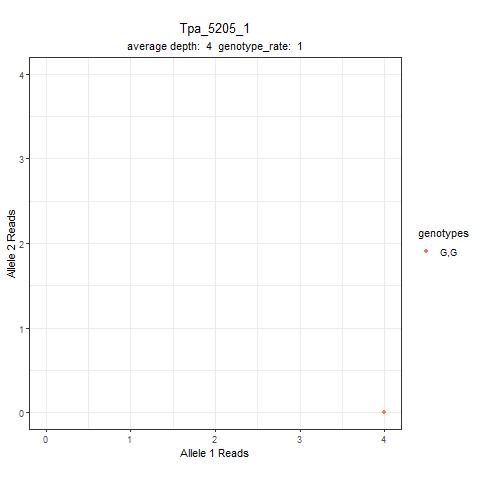 Tpa_5205_1
average depth: 4 genotype_rate: 1
4
3
2
1
0
Allele 2 Reads
0 1 2 3 4
Allele 1 Reads
genotypes
G,G